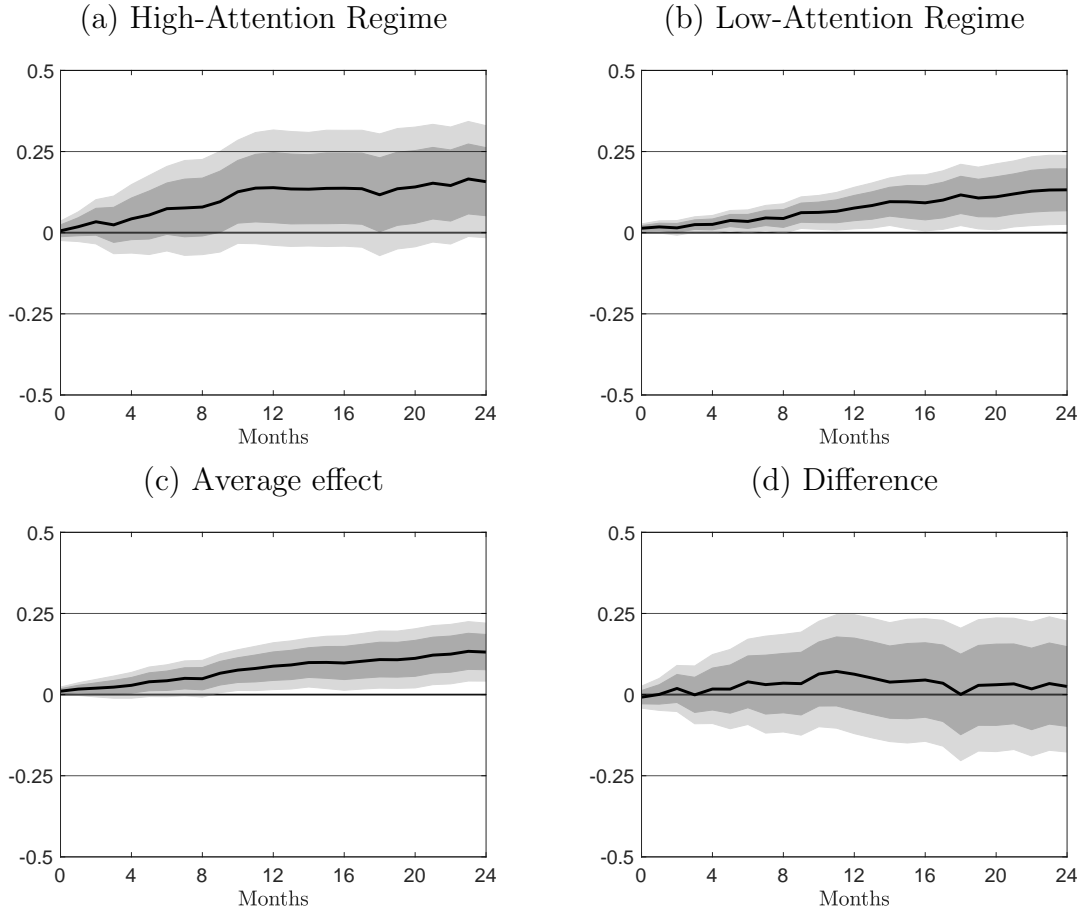 (a) High-Attention Regime
0.5
0.25
0
-0.25
-0.5
0 4 8 12 16 20 24
Months
(b) Low-Attention Regime
0.5
0.25
0
-0.25
-0.5
0 4 8 12 16 20 24
Months
(c) Average effect
0.5
0.25
0
-0.25
-0.5
0 4 8 12 16 20 24
Months
(d) Difference
0.5
0.25
0
-0.25
-0.5
0 4 8 12 16 20 24
Months